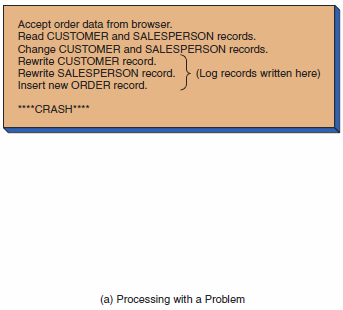 Accept order data from browser.
Read CUSTOMER and SALESPERSON records.
Change CUSTOMER and SALESPERSON records.
Rewrite CUSTOMER record.
Rewrite SALESPERSON record. (Log records written here)
Insert new ORDER record.
****CRASH****
(a) Processing with a Problem